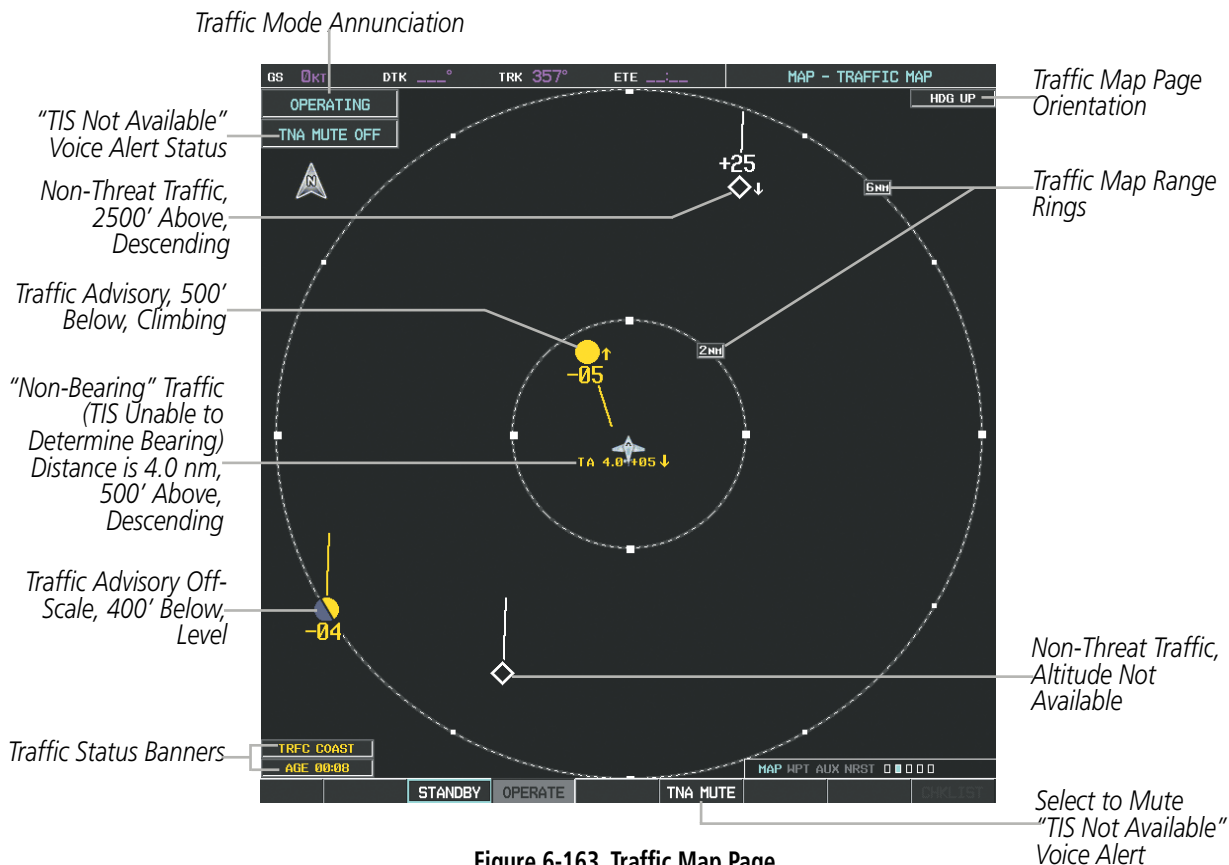 Traffic Mode Annunciation
GS 0KT DTK ___° TRK 357° ETE __:__ MAP - TRAFFIC MAP
OPERATING
HDG UP
Traffic Map Page
Orientation
TNA MUTE OFF
"TIS Not Available"
Voice Alert Status
N
+25
6NM
Non-Threat Traffic,
2500' Above,
Descending
Traffic Map Range
Rings
Traffic Advisory, 500'
Below, Climbing
2NM
-05
"Non-Bearing" Traffic
(TIS Unable to
Determine Bearing)
Distance is 4.0 nm,
500' Above,
Descending
TA 4.0 +05 ↓
Traffic Advisory Off-
Scale, 400' Below,
Level
-04
Non-Threat Traffic,
Altitude Not
Available
Traffic Status Banners
TRFC COAST
AGE 00:08
MAP WPT AUX NRST
STANDBY OPERATE TNA MUTE CHKLIST
Select to Mute
"TIS Not Available"
Voice Alert
Figure 6-163 Traffic Map Page